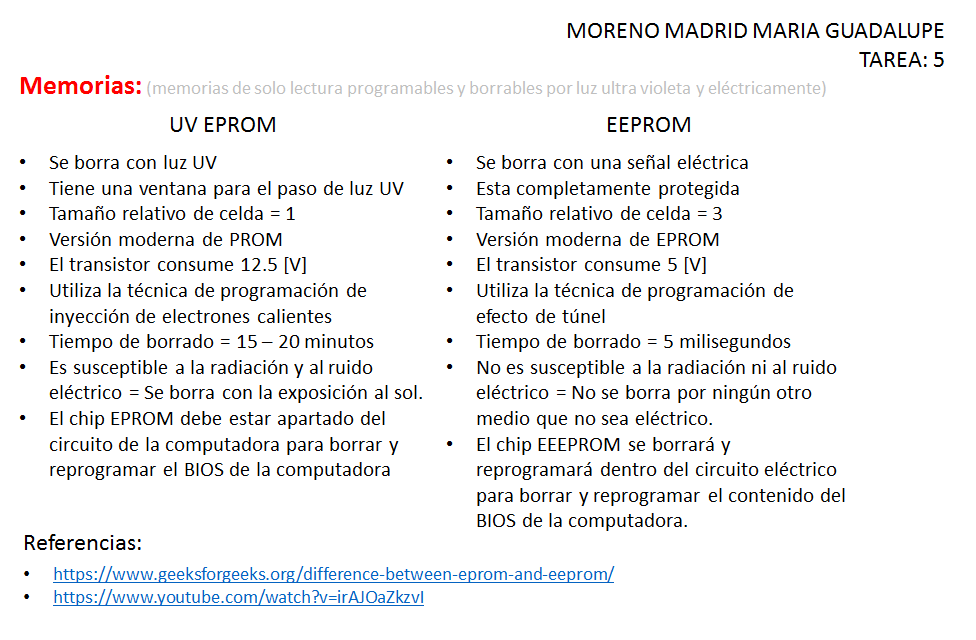 MORENO MADRID MARIA GUADALUPE
TAREA: 5
Memorias: (memorias de solo lectura programables y borrables por luz ultra violeta y eléctricamente)
UV EPROM
• Se borra con luz UV
• Tiene una ventana para el paso de luz UV
• Tamaño relativo de celda = 1
• Versión moderna de PROM
• El transistor consume 12.5 [V]
• Utiliza la técnica de programación de
inyección de electrones calientes
• Tiempo de borrado = 15 – 20 minutos
• Es susceptible a la radiación y al ruido
eléctrico = Se borra con la exposición al sol.
• El chip EPROM debe estar apartado del
circuito de la computadora para borrar y
reprogramar el BIOS de la computadora
EEPROM
• Se borra con una señal eléctrica
• Esta completamente protegida
• Tamaño relativo de celda = 3
• Versión moderna de EPROM
• El transistor consume 5 [V]
• Utiliza la técnica de programación de
efecto de túnel
• Tiempo de borrado = 5 milisegundos
• No es susceptible a la radiación ni al ruido
eléctrico = No se borra por ningún otro
medio que no sea eléctrico.
• El chip EEEPROM se borrará y
reprogramará dentro del circuito eléctrico
para borrar y reprogramar el contenido del
BIOS de la computadora.
Referencias:
• https://www.geeksforgeeks.org/difference-between-eprom-and-eeprom/
• https://www.youtube.com/watch?v=irAJOaZkzvI